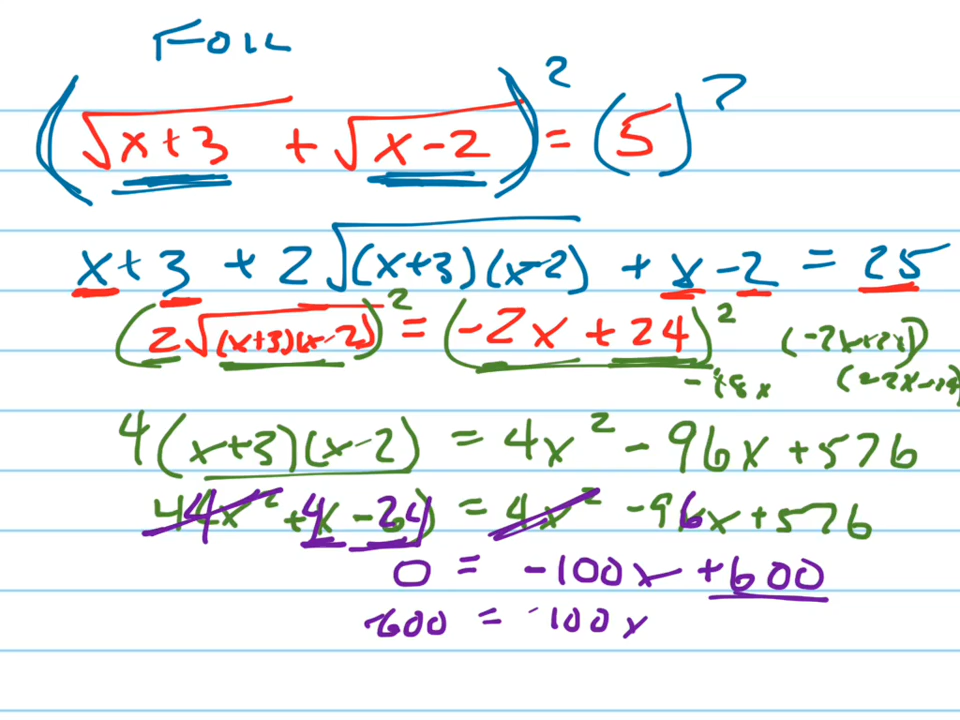 FOIL
(√(x+3) + √(x-2))² = (5)²
x+3 + 2√((x+3)(x-2)) + x-2 = 25
(2√((x+3)(x-2)))² = (-2x + 24)²
-48x
4(x+3)(x-2) = 4x² - 96x + 576
4x² + 4x - 24 = 4x² - 96x + 576
0 = -100x + 600
-600 = -100x